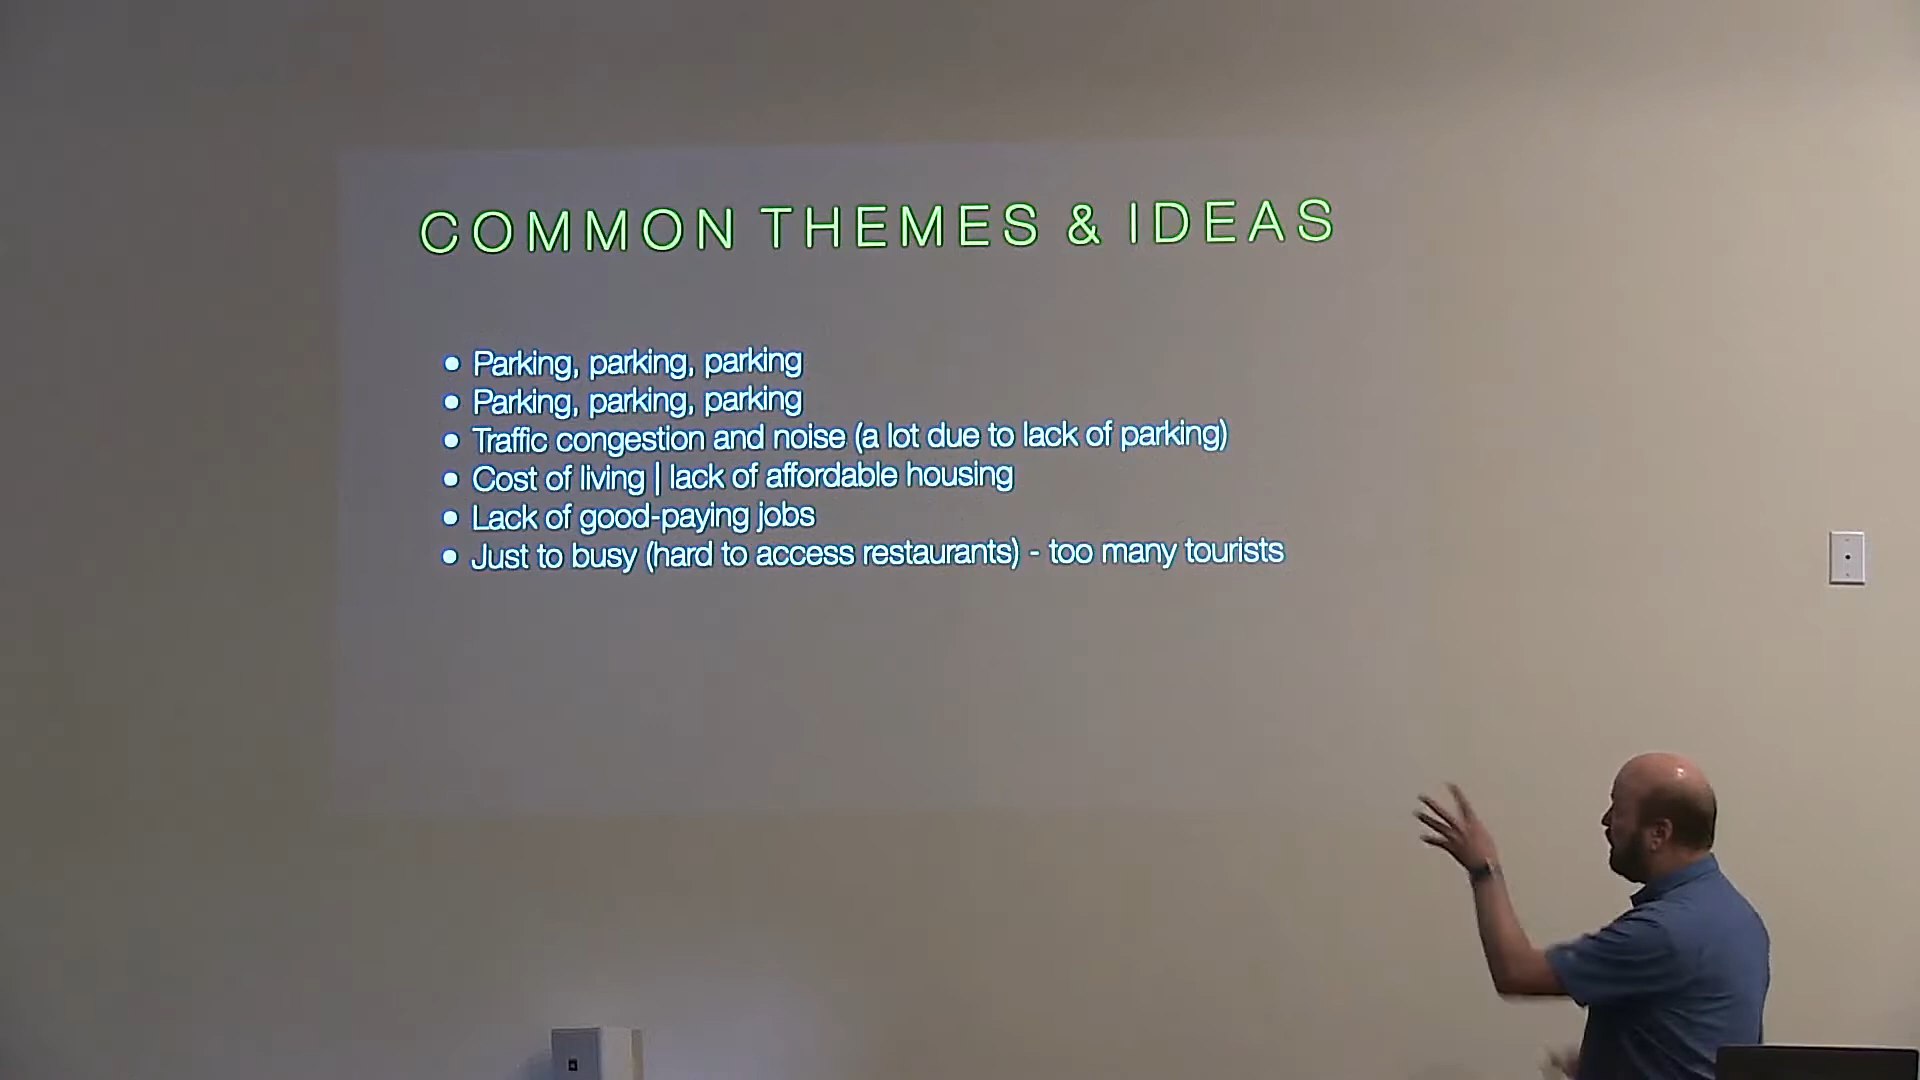 COMMON THEMES & IDEAS
• Parking, parking, parking
• Parking, parking, parking
• Traffic congestion and noise (a lot due to lack of parking)
• Cost of living | lack of affordable housing
• Lack of good-paying jobs
• Just to busy (hard to access restaurants) - too many tourists